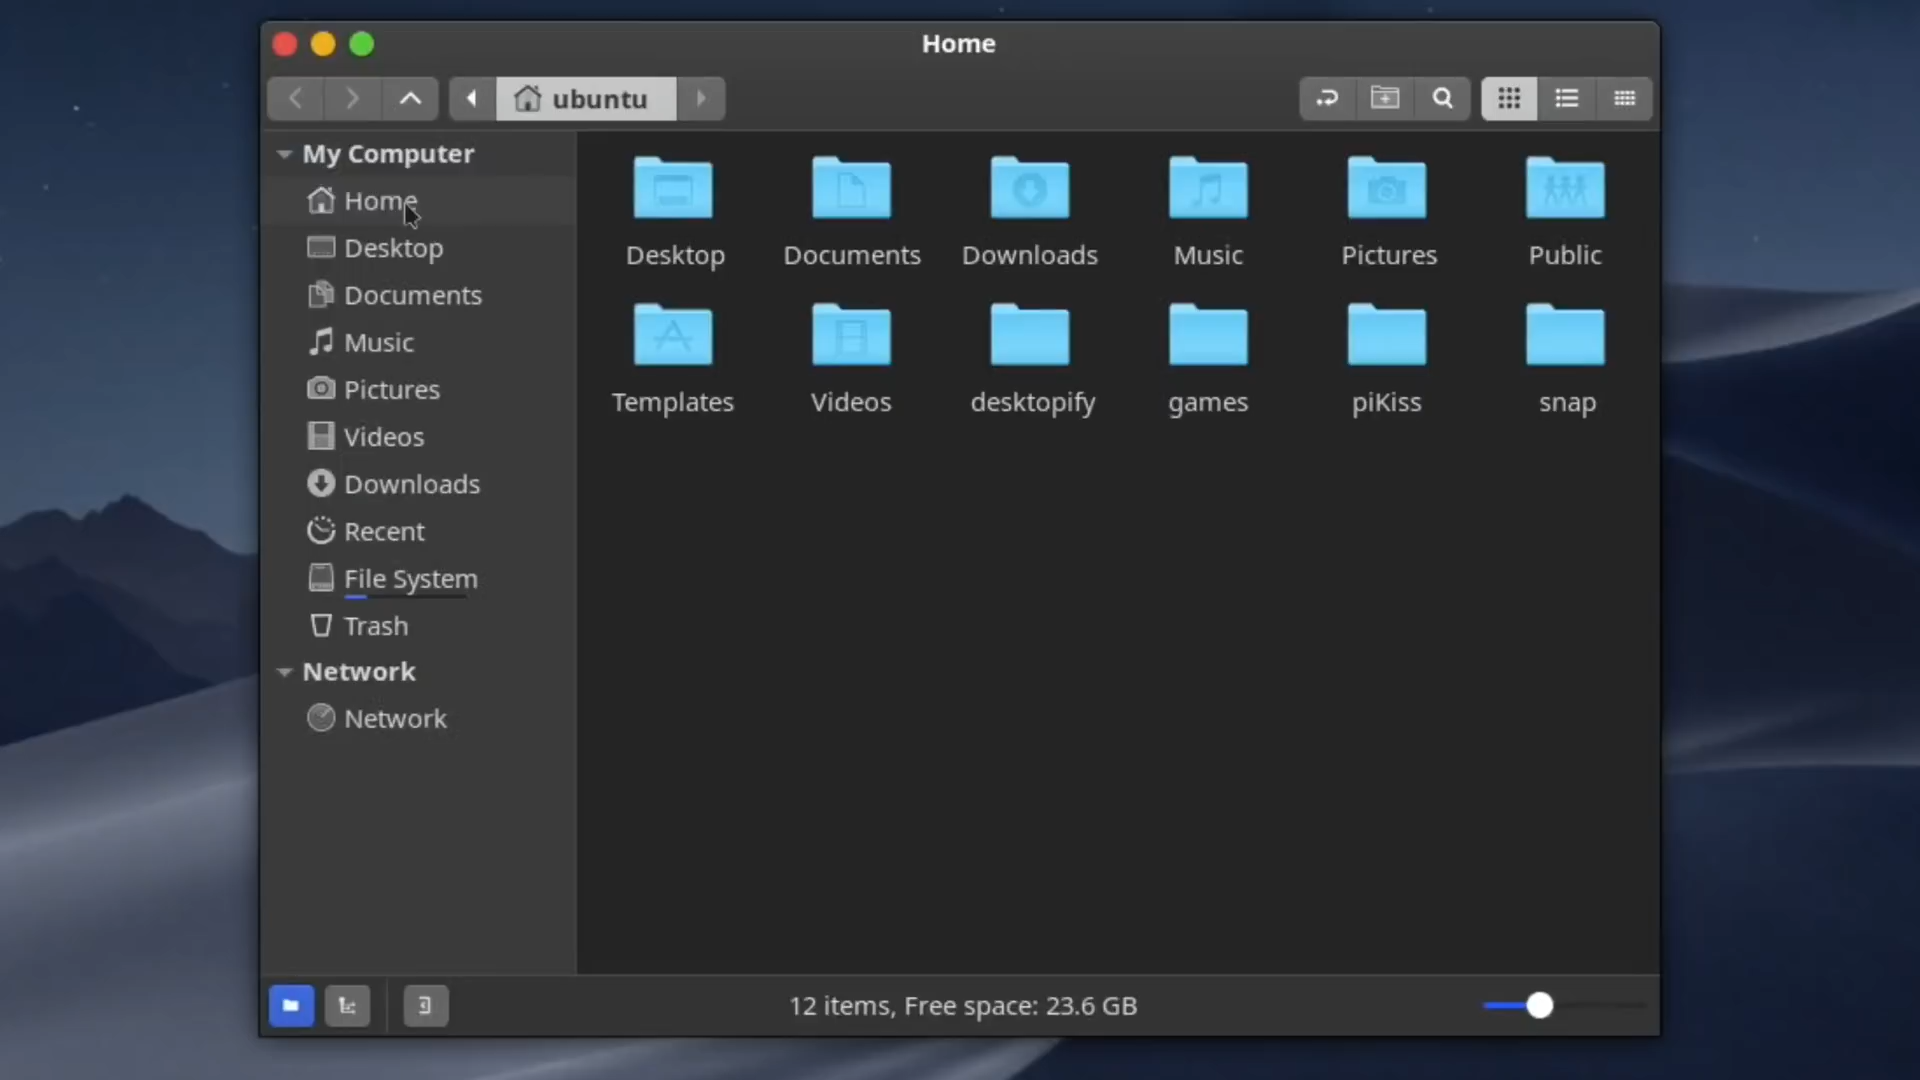 Home
ubuntu
My Computer
Home
Desktop
Documents
Music
Pictures
Videos
Downloads
Recent
File System
Trash
Network
Network
Desktop Documents Downloads Music Pictures Public
Templates Videos desktopify games piKiss snap
12 items, Free space: 23.6 GB